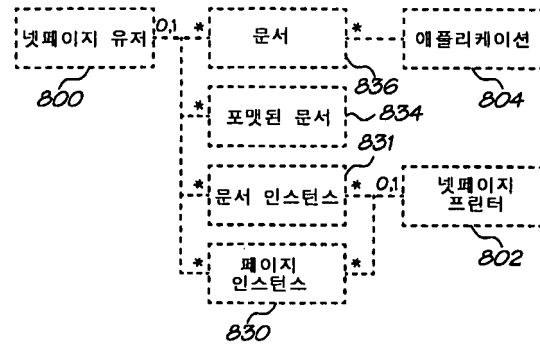 넷페이지 유저
0,1
*
문서
*
애플리케이션
800
836
804
*
포맷된 문서
834
831
*
문서 인스턴스
*
0,1
넷페이지
프린터
802
*
페이지
인스턴스
*
830